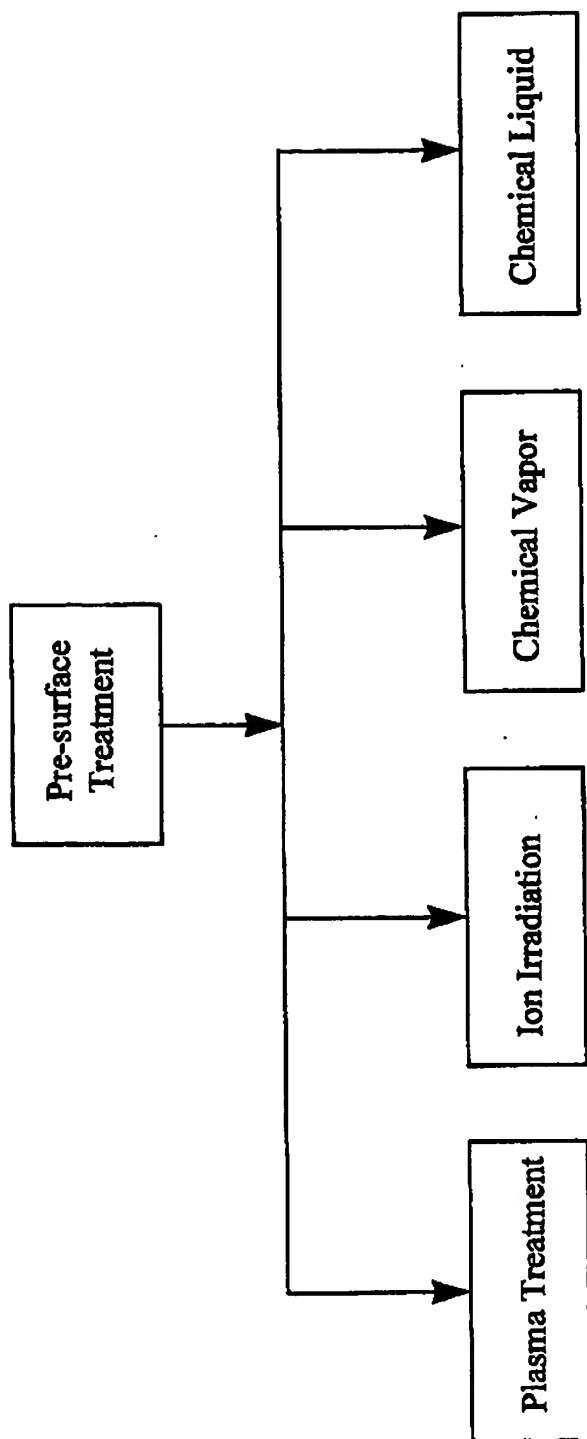 Pre-surface
Treatment
Plasma Treatment
Ion Irradiation
Chemical Vapor
Chemical Liquid